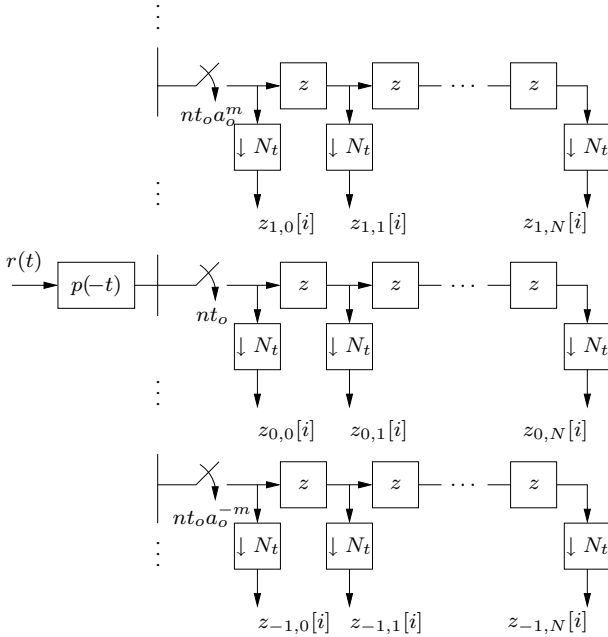 z z z
nt_o a_o^m
↓ N_t ↓ N_t ↓ N_t
z_{1,0}[i] z_{1,1}[i] z_{1,N}[i]
r(t)
p(−t) z z z
nt_o
↓ N_t ↓ N_t ↓ N_t
z_{0,0}[i] z_{0,1}[i] z_{0,N}[i]
z z z
nt_o a_o^{−m}
↓ N_t ↓ N_t ↓ N_t
z_{−1,0}[i] z_{−1,1}[i] z_{−1,N}[i]